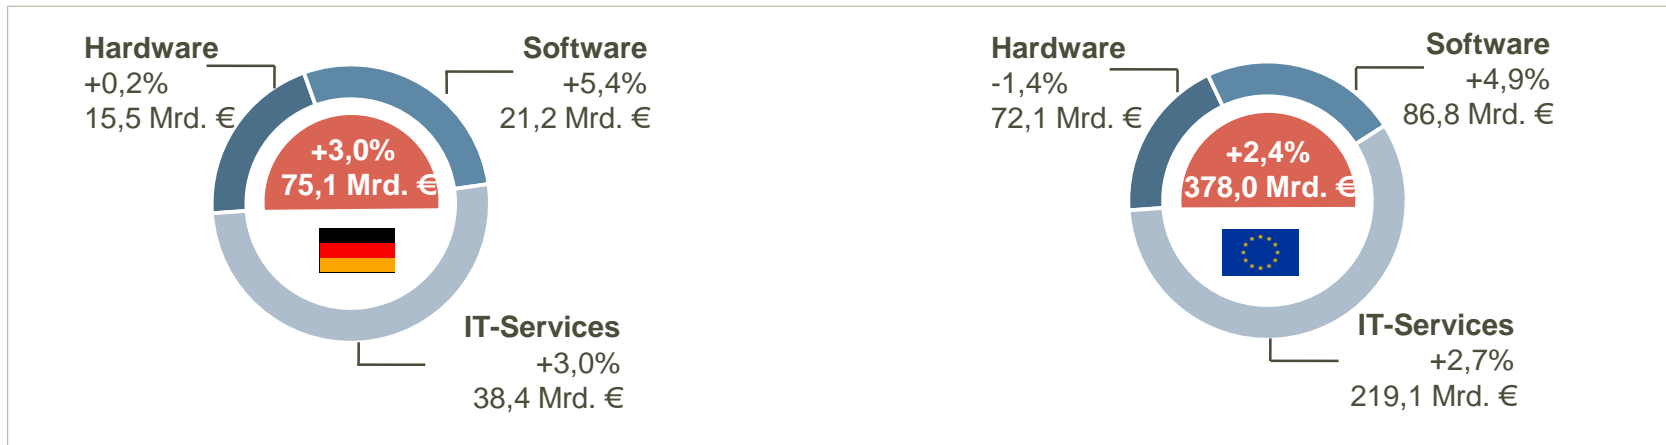 Hardware
+0,2%
15,5 Mrd. €
Software
+5,4%
21,2 Mrd. €
+3,0%
75,1 Mrd. €
IT-Services
+3,0%
38,4 Mrd. €
Hardware
-1,4%
72,1 Mrd. €
Software
+4,9%
86,8 Mrd. €
+2,4%
378,0 Mrd. €
IT-Services
+2,7%
219,1 Mrd. €